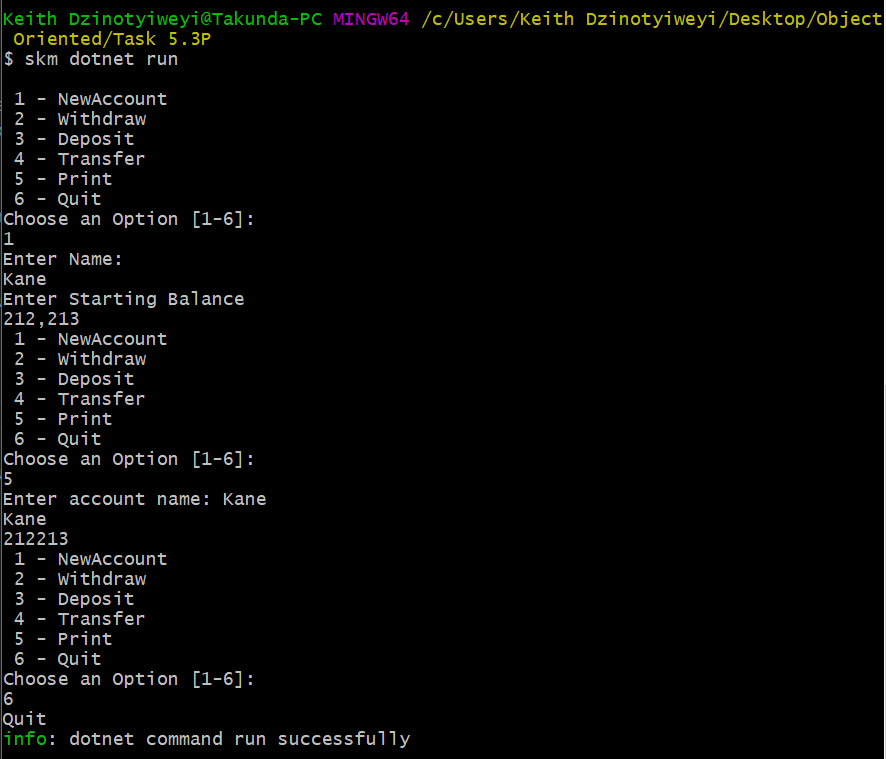 Keith Dzinotyiweyi@Takunda-PC MINGW64 /c/Users/Keith Dzinotyiweyi/Desktop/Object
Oriented/Task 5.3P
$ skm dotnet run
1 - NewAccount
2 - Withdraw
3 - Deposit
4 - Transfer
5 - Print
6 - Quit
Choose an Option [1-6]:
1
Enter Name:
Kane
Enter Starting Balance
212,213
1 - NewAccount
2 - Withdraw
3 - Deposit
4 - Transfer
5 - Print
6 - Quit
Choose an Option [1-6]:
5
Enter account name: Kane
Kane
212213
1 - NewAccount
2 - Withdraw
3 - Deposit
4 - Transfer
5 - Print
6 - Quit
Choose an Option [1-6]:
6
Quit
info: dotnet command run successfully